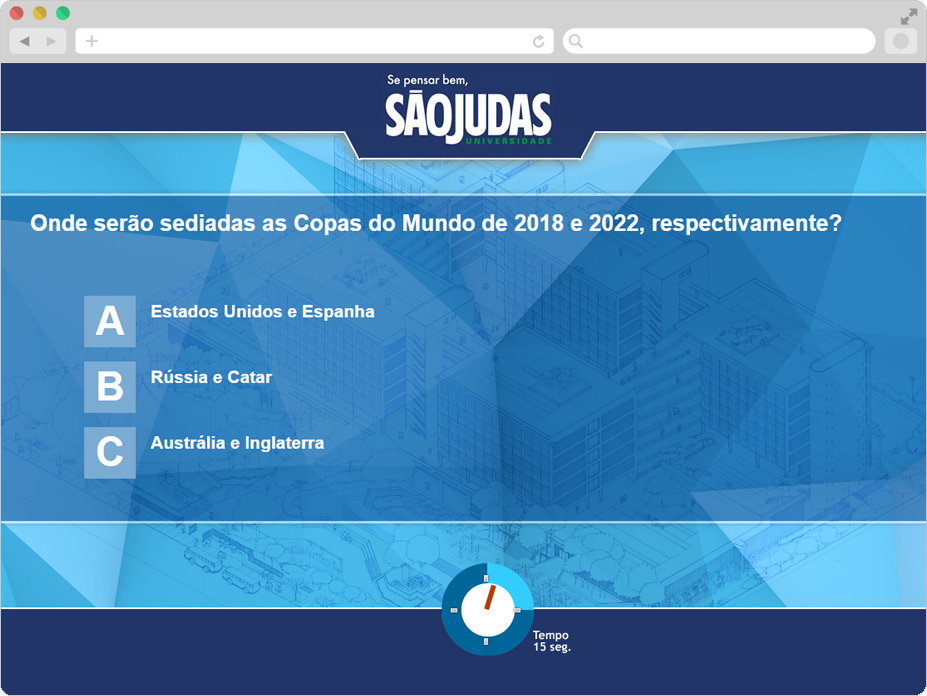 Se pensar bem,
SÃOJUDAS
UNIVERSIDADE
Onde serão sediadas as Copas do Mundo de 2018 e 2022, respectivamente?
A Estados Unidos e Espanha
B Rússia e Catar
C Austrália e Inglaterra
Tempo
15 seg.